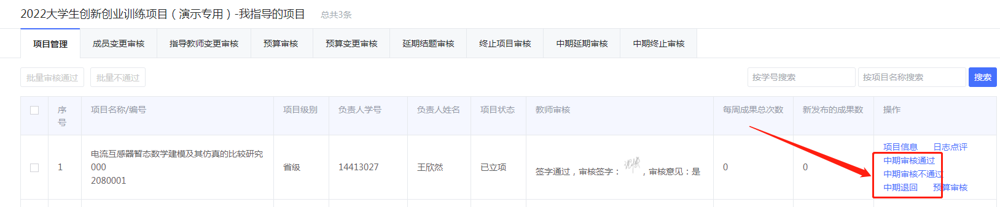 2022大学生创新创业训练项目（演示专用）-我指导的项目 总共3条
项目管理 成员变更审核 指导教师变更审核 预算审核 预算变更审核 延期结题审核 终止项目审核 中期延期审核 中期终止审核
批量审核通过 批量不通过 按学号搜索 按项目名称搜索 搜索
序号 项目名称/编号 项目级别 负责人学号 负责人姓名 项目状态 教师审核 每周成果总次数 新发布的成果数 操作
电流互感器暂态数学建模及其仿真的比较研究
000
2080001
1 省级 14413027 王欣然 已立项 签字通过，审核签字： ，审核意见：是 0 0
项目信息 日志点评
中期审核通过
中期审核不通过
中期退回 预算审核